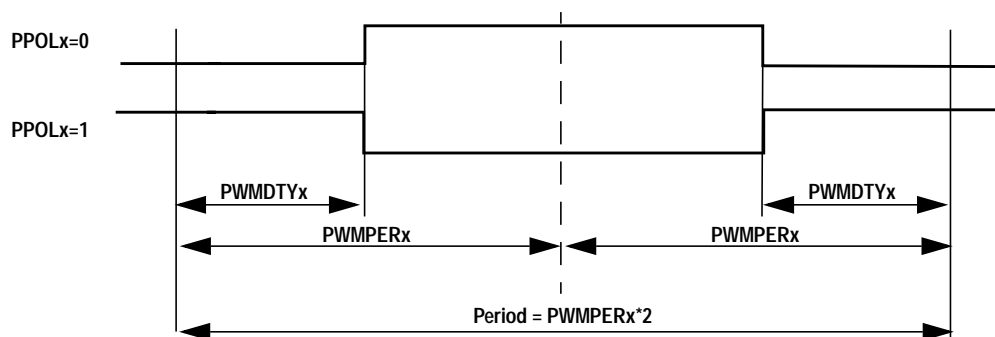 PPOLx=0
PPOLx=1
PWMDTYx
PWMDTYx
PWMPERx
PWMPERx
Period = PWMPERx*2